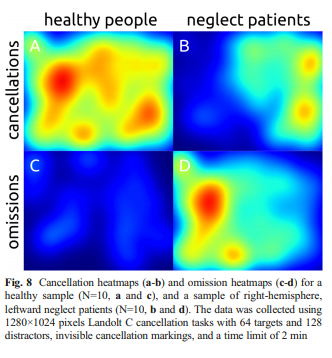 healthy people neglect patients
cancellations
A B
omissions
C D
Fig. 8 Cancellation heatmaps (a-b) and omission heatmaps (c-d) for a
healthy sample (N=10, a and c), and a sample of right-hemisphere,
leftward neglect patients (N=10, b and d). The data was collected using
1280×1024 pixels Landolt C cancellation tasks with 64 targets and 128
distractors, invisible cancellation markings, and a time limit of 2 min